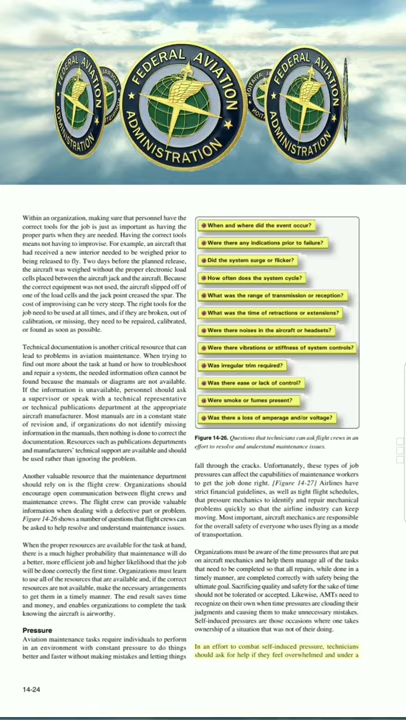 FEDERAL AVIATION
ADMINISTRATION
FEDERAL AVIATION
ADMINISTRATION
FEDERAL AVIATION
ADMINISTRATION
Within an organization, making sure that personnel have the
correct tools for the job is just as important as having the
proper parts when they are needed. Having the correct tools
means not having to improvise. For example, an aircraft that
had received a new interior needed to be weighed prior to
being released to fly. Two days before the planned release,
the aircraft was weighed without the proper electronic load
cells placed between the aircraft jack and the aircraft. Because
the correct equipment was not used, the aircraft slipped off of
one of the load cells and the jack point creased the spar. The
cost of improvising can be very steep. The right tools for the
job need to be used at all times, and if they are broken, out of
calibration, or missing, they need to be repaired, calibrated,
or found as soon as possible.
Technical documentation is another critical resource that can
lead to problems in aviation maintenance. When trying to
find out more about the task at hand or how to troubleshoot
and repair a system, the needed information often cannot be
found because the manuals or diagrams are not available.
If the information is unavailable, personnel should ask
a supervisor or speak with a technical representative
or technical publications department at the appropriate
aircraft manufacturer. Most manuals are in a constant state
of revision and, if organizations do not identify missing
information in the manuals, then nothing is done to correct the
documentation. Resources such as publications departments
and manufacturers' technical support are available and should
be used rather than ignoring the problem.
Another valuable resource that the maintenance department
should rely on is the flight crew. Organizations should
encourage open communication between flight crews and
maintenance crews. The flight crew can provide valuable
information when dealing with a defective part or problem.
Figure 14-26 shows a number of questions that flight crews can
be asked to help resolve and understand maintenance issues.
When the proper resources are available for the task at hand,
there is a much higher probability that maintenance will do
a better, more efficient job and higher likelihood that the job
will be done correctly the first time. Organizations must learn
to use all of the resources that are available and, if the correct
resources are not available, make the necessary arrangements
to get them in a timely manner. The end result saves time
and money, and enables organizations to complete the task
knowing the aircraft is airworthy.
Pressure
Aviation maintenance tasks require individuals to perform
in an environment with constant pressure to do things
better and faster without making mistakes and letting things
When and where did the event occur?
Were there any indications prior to failure?
Did the system surge or flicker?
How often does the system cycle?
What was the range of transmission or reception?
What was the time of retractions or extensions?
Were there noises in the aircraft or headsets?
Were there vibrations or stiffness of system controls?
Was irregular trim required?
Was there ease or lack of control?
Were smoke or fumes present?
Was there a loss of amperage and/or voltage?
Figure 14-26. Questions that technicians can ask flight crews in an
effort to resolve and understand maintenance issues.
fall through the cracks. Unfortunately, these types of job
pressures can affect the capabilities of maintenance workers
to get the job done right. [Figure 14-27] Airlines have
strict financial guidelines, as well as tight flight schedules,
that pressure mechanics to identify and repair mechanical
problems quickly so that the airline industry can keep
moving. Most important, aircraft mechanics are responsible
for the overall safety of everyone who uses flying as a mode
of transportation.
Organizations must be aware of the time pressures that are put
on aircraft mechanics and help them manage all of the tasks
that need to be completed so that all repairs, while done in a
timely manner, are completed correctly with safety being the
ultimate goal. Sacrificing quality and safety for the sake of time
should not be tolerated or accepted. Likewise, AMTs need to
recognize on their own when time pressures are clouding their
judgments and causing them to make unnecessary mistakes.
Self-induced pressures are those occasions where one takes
ownership of a situation that was not of their doing.
In an effort to combat self-induced pressure, technicians
should ask for help if they feel overwhelmed and under a
14-24